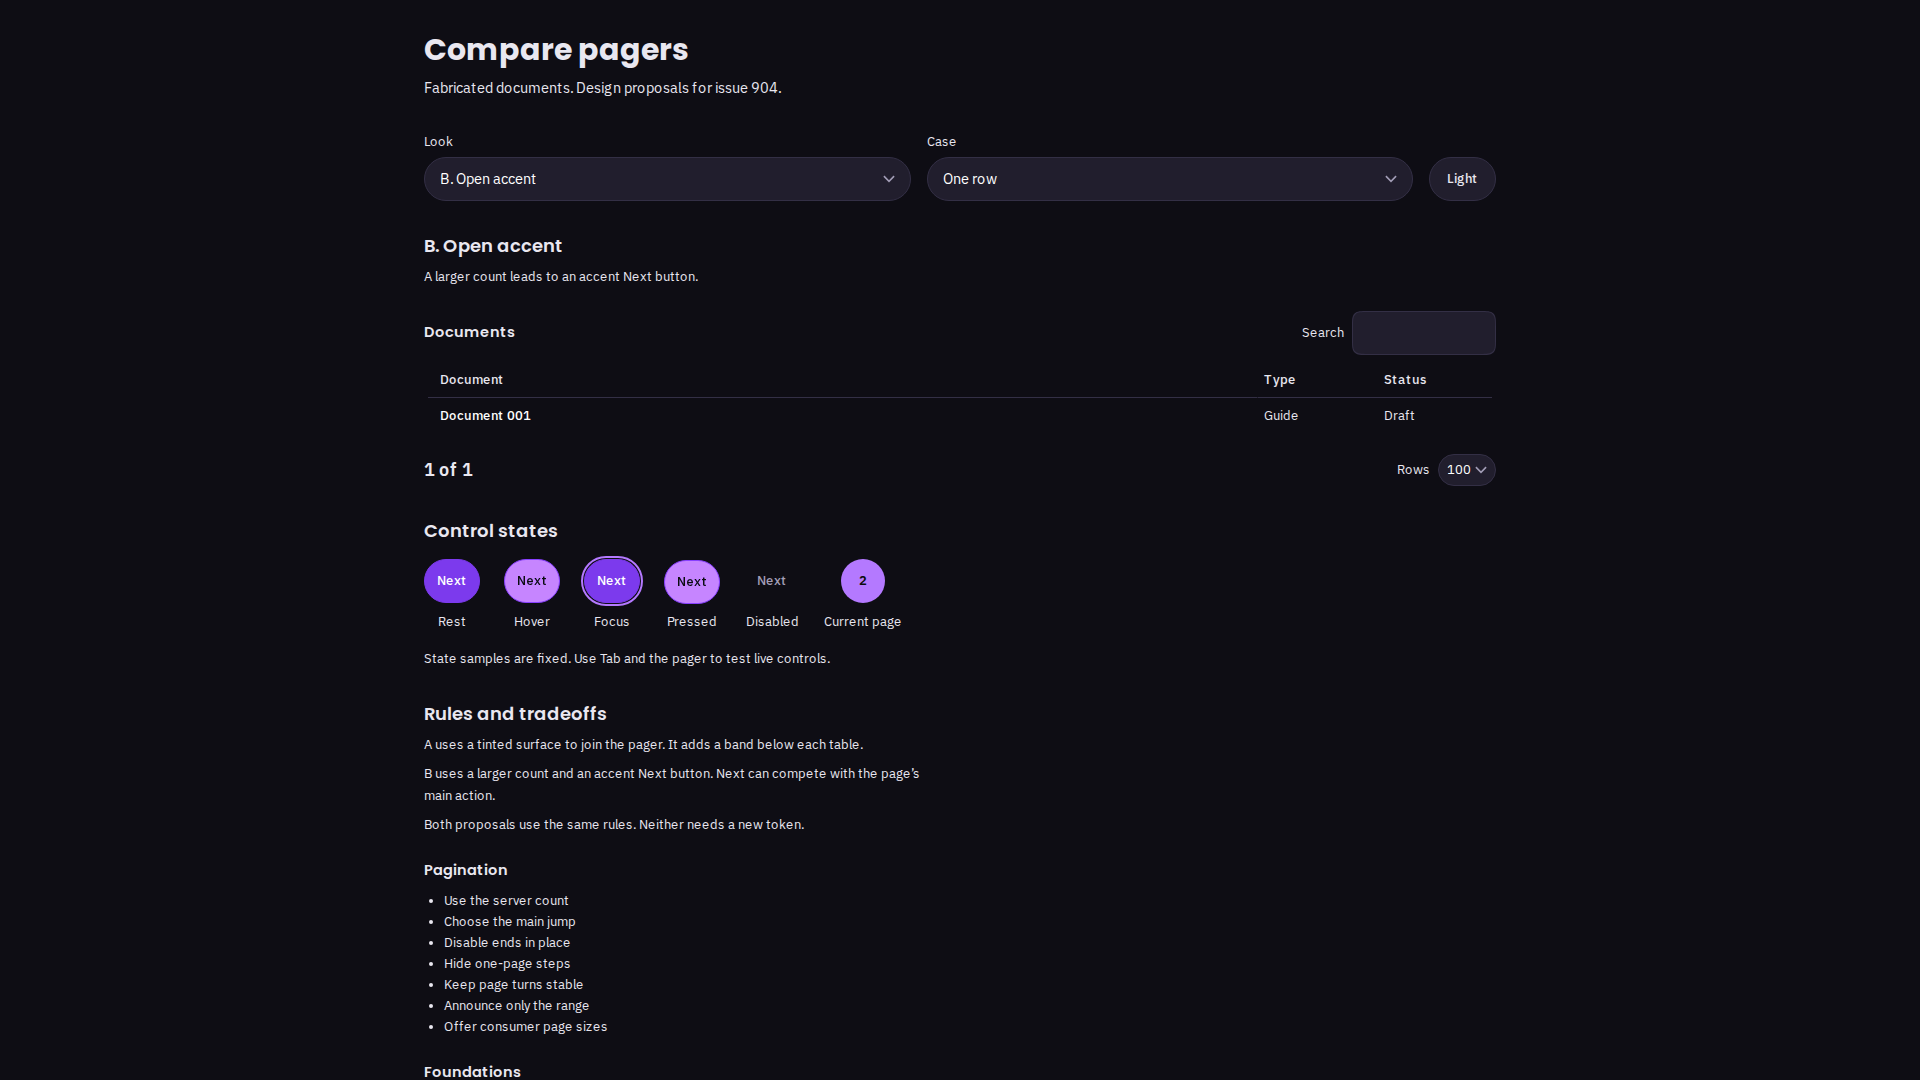 Compare pagers
Fabricated documents. Design proposals for issue 904.
Look
Case
B. Open accent
One row
Light
B. Open accent
A larger count leads to an accent Next button.
Documents
Search
Document
Type
Status
Document 001
Guide
Draft
1 of 1
Rows
100
Control states
Next
Next
Next
Next
Next
2
Rest
Hover
Focus
Pressed
Disabled
Current page
State samples are fixed. Use Tab and the pager to test live controls.
Rules and tradeoffs
A uses a tinted surface to join the pager. It adds a band below each table.
B uses a larger count and an accent Next button. Next can compete with the page's
main action.
Both proposals use the same rules. Neither needs a new token.
Pagination
• Use the server count
• Choose the main jump
• Disable ends in place
• Hide one-page steps
• Keep page turns stable
• Announce only the range
• Offer consumer page sizes
Foundations